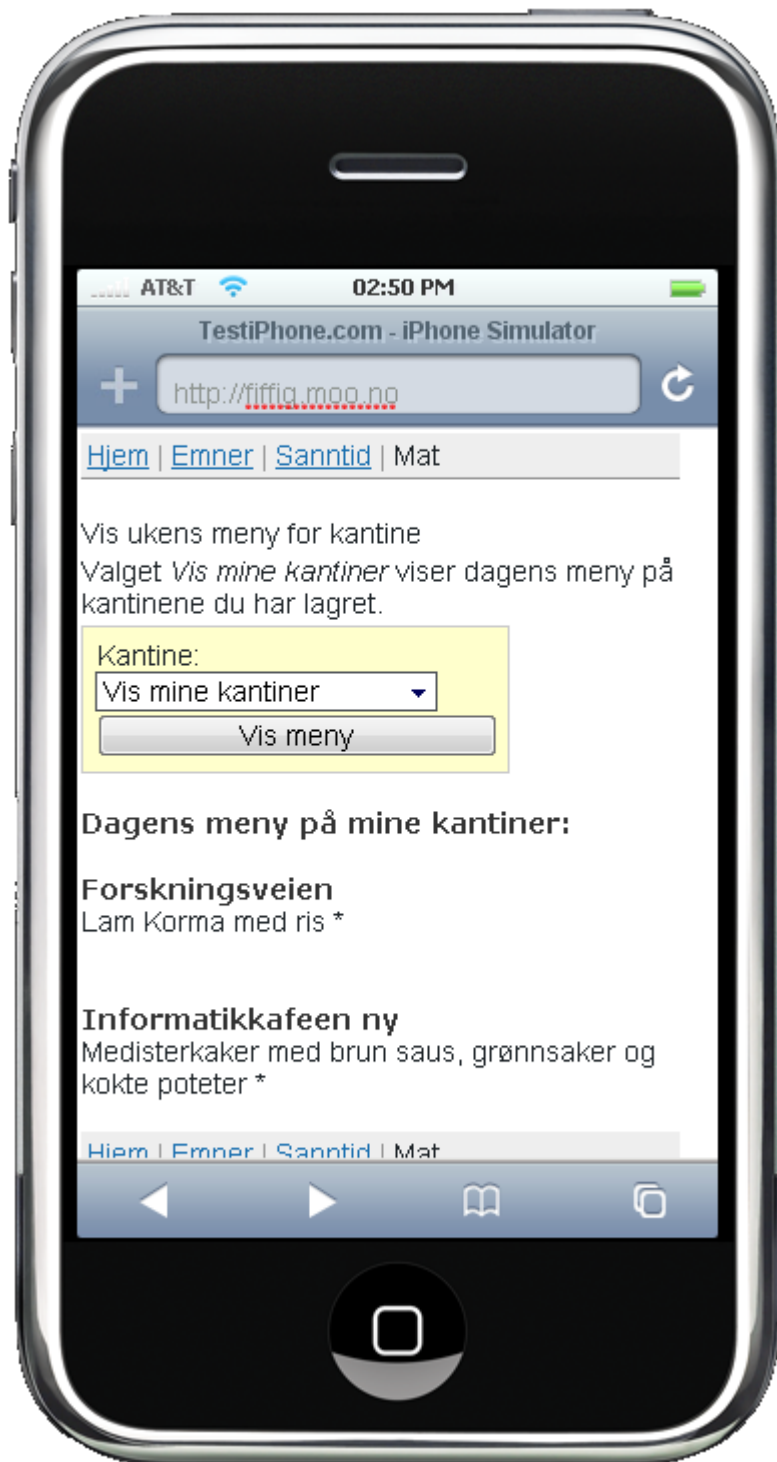 AT&T 02:50 PM
TestiPhone.com - iPhone Simulator
http://fiffig.moo.no
Hjem | Emner | Sanntid | Mat
Vis ukens meny for kantine
Valget Vis mine kantiner viser dagens meny på
kantinene du har lagret.
Kantine:
Vis mine kantiner
Vis meny
Dagens meny på mine kantiner:
Forskningsveien
Lam Korma med ris *
Informatikkafeen ny
Medisterkaker med brun saus, grønnsaker og
kokte poteter *
Hjem | Emner | Sanntid | Mat